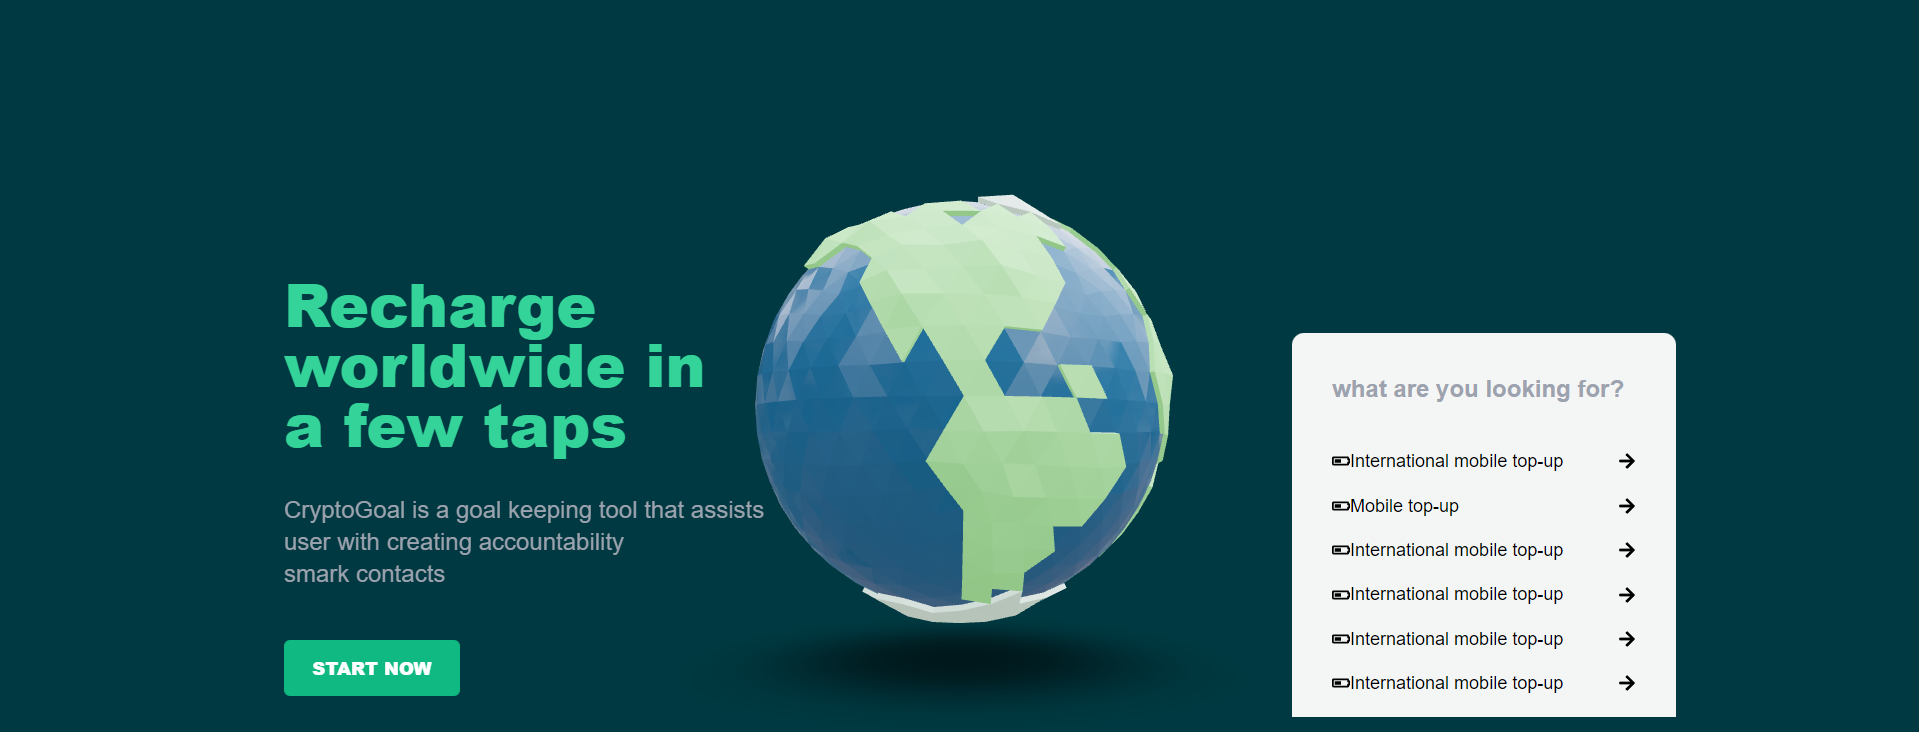 Recharge
worldwide in
a few taps
CryptoGoal is a goal keeping tool that assists
user with creating accountability
smark contacts
START NOW
what are you looking for?
International mobile top-up
Mobile top-up
International mobile top-up
International mobile top-up
International mobile top-up
International mobile top-up